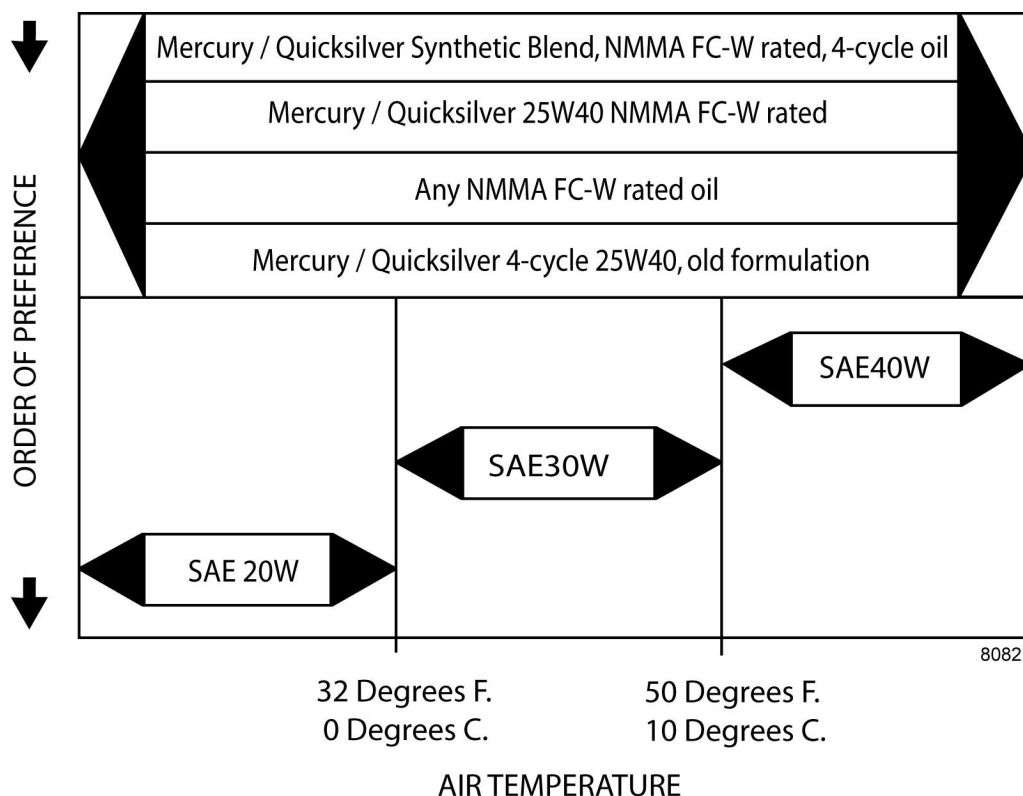 ORDER OF PREFERENCE
Mercury / Quicksilver Synthetic Blend, NMMA FC-W rated, 4-cycle oil
Mercury / Quicksilver 25W40 NMMA FC-W rated
Any NMMA FC-W rated oil
Mercury / Quicksilver 4-cycle 25W40, old formulation
SAE40W
SAE30W
SAE 20W
8082
32 Degrees F.
0 Degrees C.
50 Degrees F.
10 Degrees C.
AIR TEMPERATURE